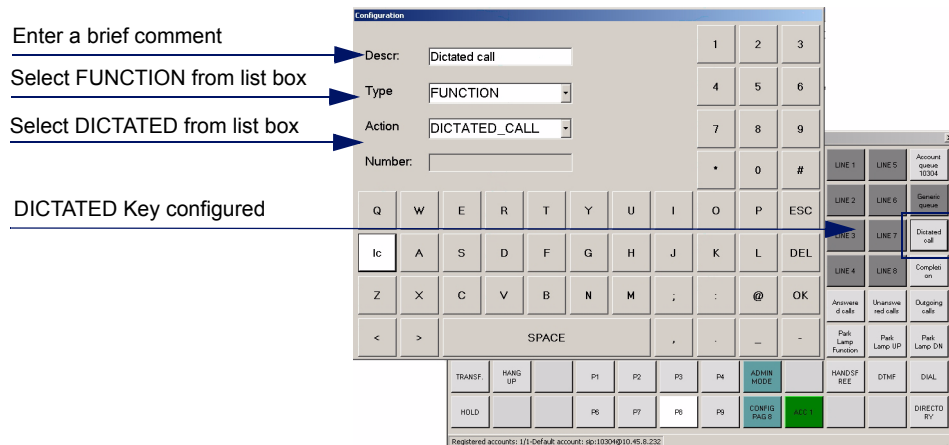 Enter a brief comment
Select FUNCTION from list box
Select DICTATED from list box
DICTATED Key configured
Configuration
Descr: Dictated call
Type FUNCTION
Action DICTATED_CALL
Number:
1 2 3
4 5 6
7 8 9
* 0 #
Q W E R T Y U I O P ESC
lc A S D F G H J K L DEL
Z X C V B N M ; : @ OK
< > SPACE , . _ -
LINE 1 LINE 5 Account queue 10304
LINE 2 LINE 6 Generic queue
LINE 3 LINE 7 Dictated call
LINE 4 LINE 8 Completi on
Answere d calls Unanswe red calls Outgoing calls
Park Lamp Function Park Lamp UP Park Lamp DN
TRANSF. HANG UP P1 P2 P3 P4 ADMIN MODE HANDSF REE DTMF DIAL
HOLD P6 P7 P8 P9 CONFIG PAG 8 ACC 1 DIRECTO RY
Registered accounts: 1/1-Default account: sip:10304@10.45.8.232